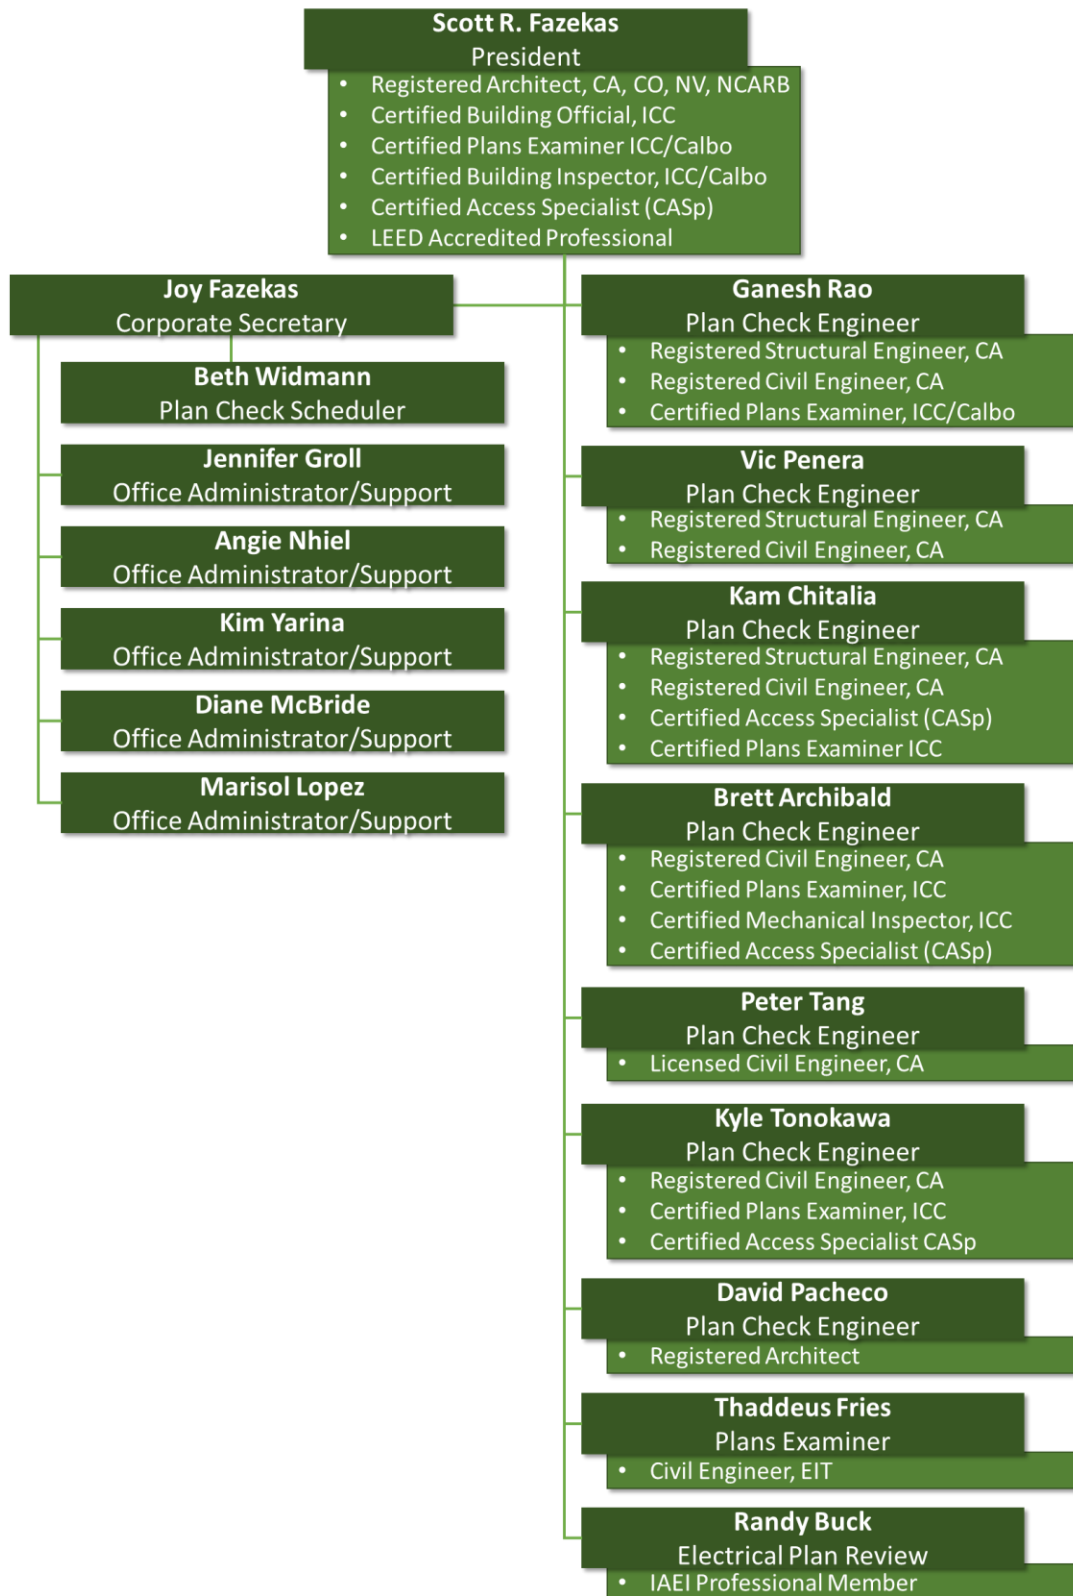 Scott R. Fazekas
President
• Registered Architect, CA, CO, NV, NCARB
• Certified Building Official, ICC
• Certified Plans Examiner ICC/Calbo
• Certified Building Inspector, ICC/Calbo
• Certified Access Specialist (CASp)
• LEED Accredited Professional
Joy Fazekas
Corporate Secretary
Beth Widmann
Plan Check Scheduler
Jennifer Groll
Office Administrator/Support
Angie Nhiel
Office Administrator/Support
Kim Yarina
Office Administrator/Support
Diane McBride
Office Administrator/Support
Marisol Lopez
Office Administrator/Support
Ganesh Rao
Plan Check Engineer
• Registered Structural Engineer, CA
• Registered Civil Engineer, CA
• Certified Plans Examiner, ICC/Calbo
Vic Penera
Plan Check Engineer
• Registered Structural Engineer, CA
• Registered Civil Engineer, CA
Kam Chitalia
Plan Check Engineer
• Registered Structural Engineer, CA
• Registered Civil Engineer, CA
• Certified Access Specialist (CASp)
• Certified Plans Examiner ICC
Brett Archibald
Plan Check Engineer
• Registered Civil Engineer, CA
• Certified Plans Examiner, ICC
• Certified Mechanical Inspector, ICC
• Certified Access Specialist (CASp)
Peter Tang
Plan Check Engineer
• Licensed Civil Engineer, CA
Kyle Tonokawa
Plan Check Engineer
• Registered Civil Engineer, CA
• Certified Plans Examiner, ICC
• Certified Access Specialist CASp
David Pacheco
Plan Check Engineer
• Registered Architect
Thaddeus Fries
Plans Examiner
• Civil Engineer, EIT
Randy Buck
Electrical Plan Review
• IAEI Professional Member